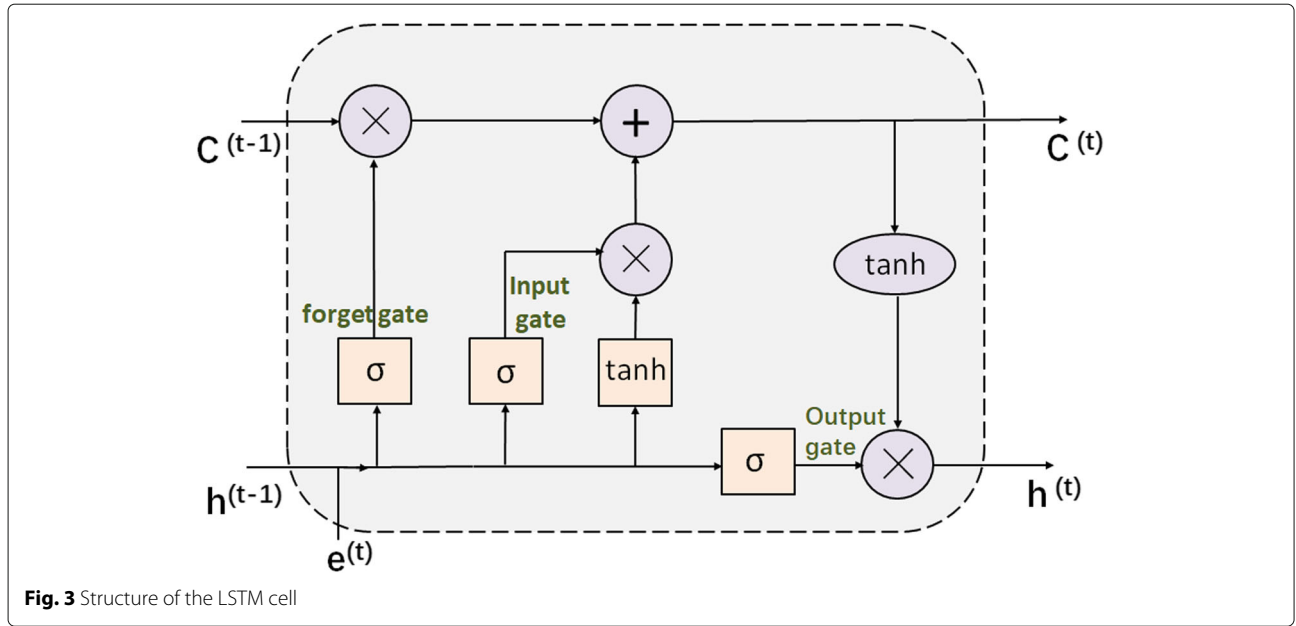 C (t-1)
×
+
C (t)
×
tanh
Input
gate
forget gate
σ
σ
tanh
Output
gate
σ
×
h(t-1)
h(t)
e(t)
Fig. 3 Structure of the LSTM cell